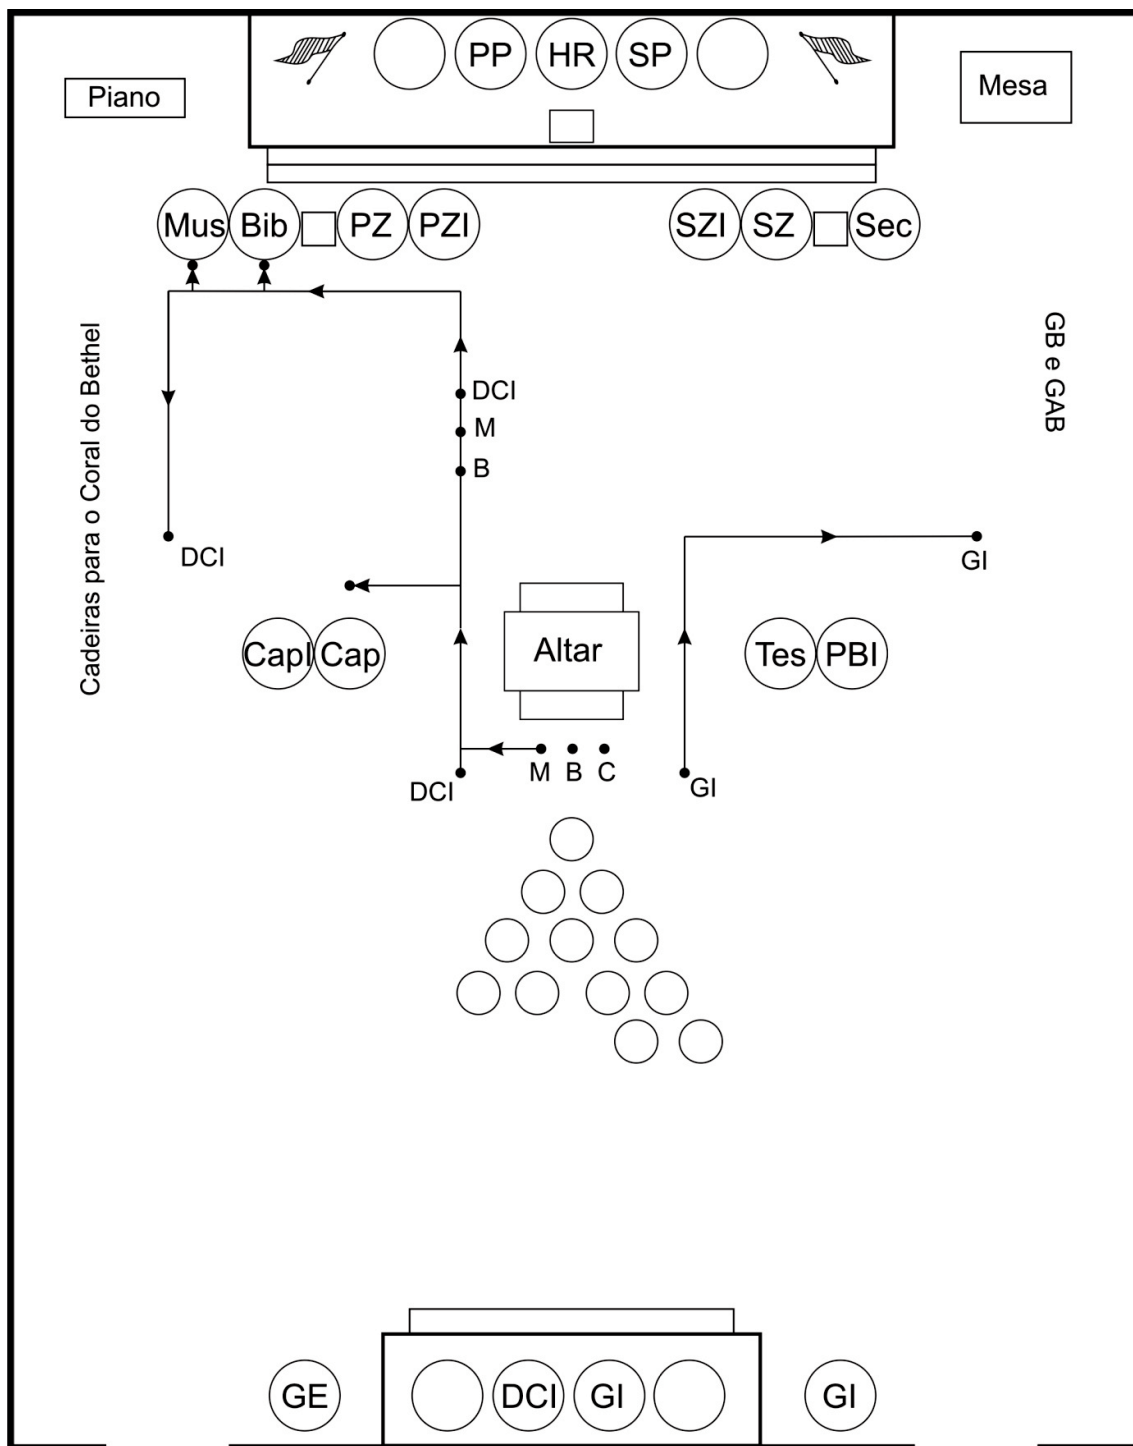 PP HR SP
Piano
Mesa
Mus Bib PZ PZI
SZI SZ Sec
Cadeiras para o Coral do Bethel
GB e GAB
DCI
M
B
DCI
GI
CapI Cap
Altar
Tes PBI
M B C
DCI
GI
GE
DCI GI
GI